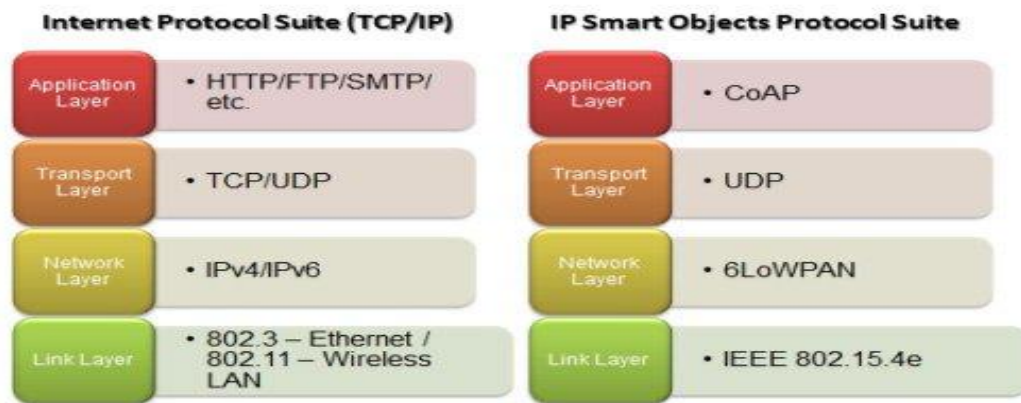 Internet Protocol Suite (TCP/IP)
Application
Layer
• HTTP/FTP/SMTP/
etc.
Transport
Layer
• TCP/UDP
Network
Layer
• IPv4/IPv6
Link Layer
• 802.3 – Ethernet /
802.11 – Wireless
LAN
IP Smart Objects Protocol Suite
Application
Layer
• CoAP
Transport
Layer
• UDP
Network
Layer
• 6LoWPAN
Link Layer
• IEEE 802.15.4e